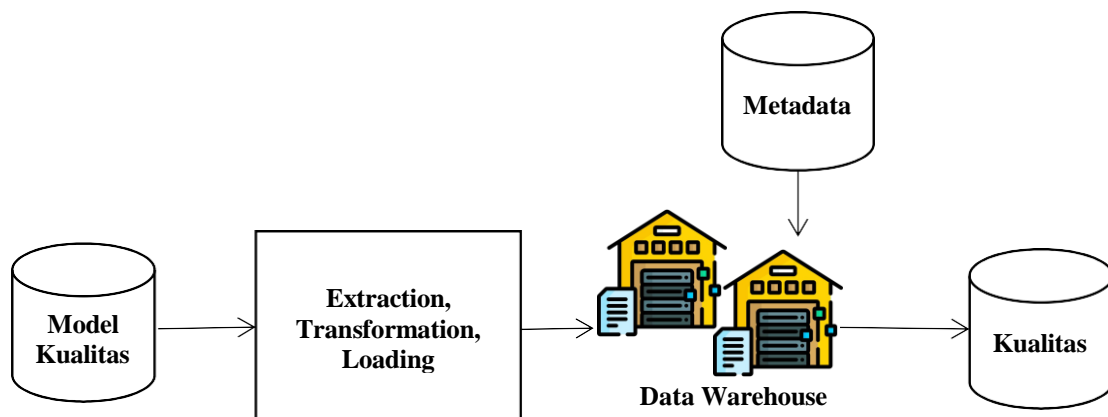 Metadata
Model
Kualitas
Extraction,
Transformation,
Loading
Data Warehouse
Kualitas